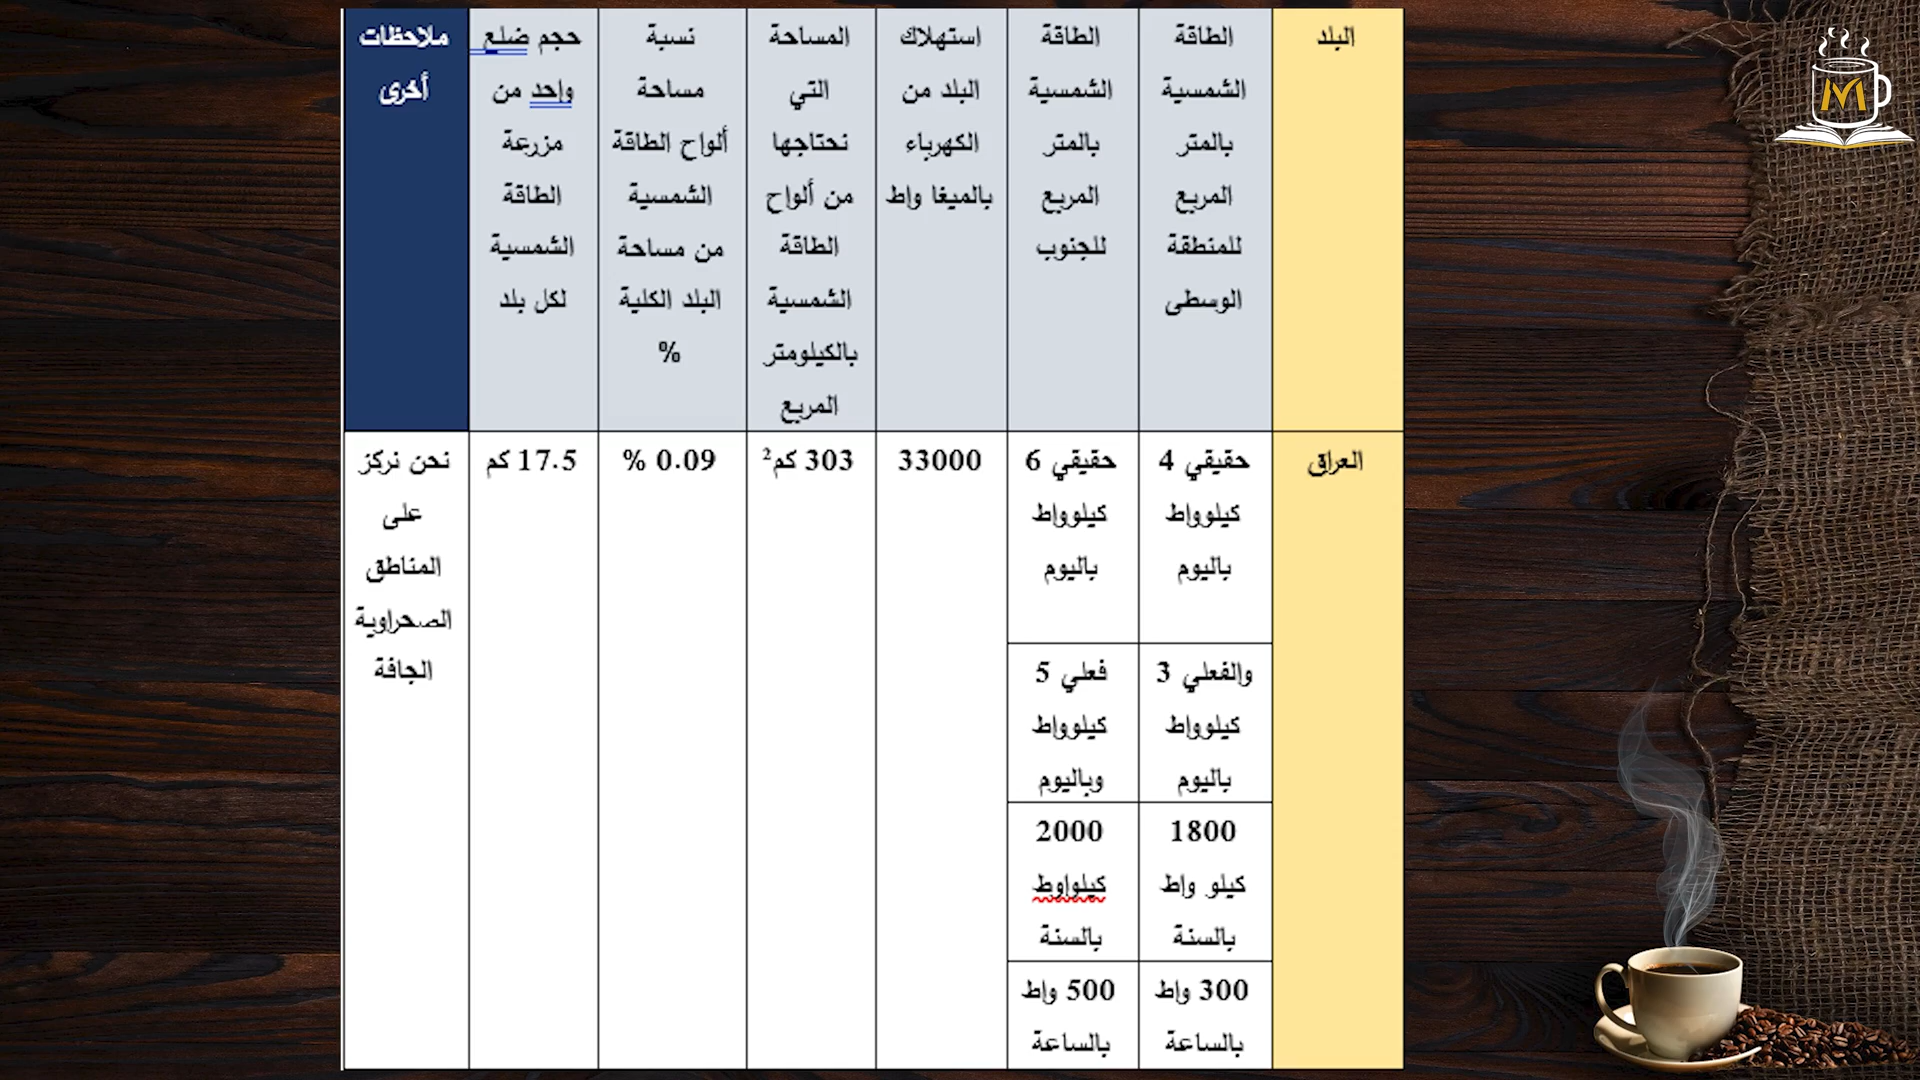 البلد
الطاقة
الشمسية
بالمتر
المربع
للمنطقة
الوسطى
الطاقة
الشمسية
بالمتر
المربع
للجنوب
استهلاك
البلد من
الكهرباء
بالميغا واط
المساحة
التي
نحتاجها
من ألواح
الطاقة
الشمسية
بالكيلومتر
المربع
نسبة
مساحة
ألواح الطاقة
الشمسية
من مساحة
البلد الكلية
%
حجم ضلع
واحد من
مزرعة
الطاقة
الشمسية
لكل بلد
ملاحظات
أخرى
العراق
حقيقي 4
كيلوواط
باليوم
حقيقي 6
كيلوواط
باليوم
33000
303 كم²
0.09 %
17.5 كم
نحن نركز
على
المناطق
الصحراوية
الجافة
والفعلي 3
كيلوواط
باليوم
فعلي 5
كيلوواط
وباليوم
1800
كيلو واط
بالسنة
2000
كيلواوط
بالسنة
300 واط
بالساعة
500 واط
بالساعة
M